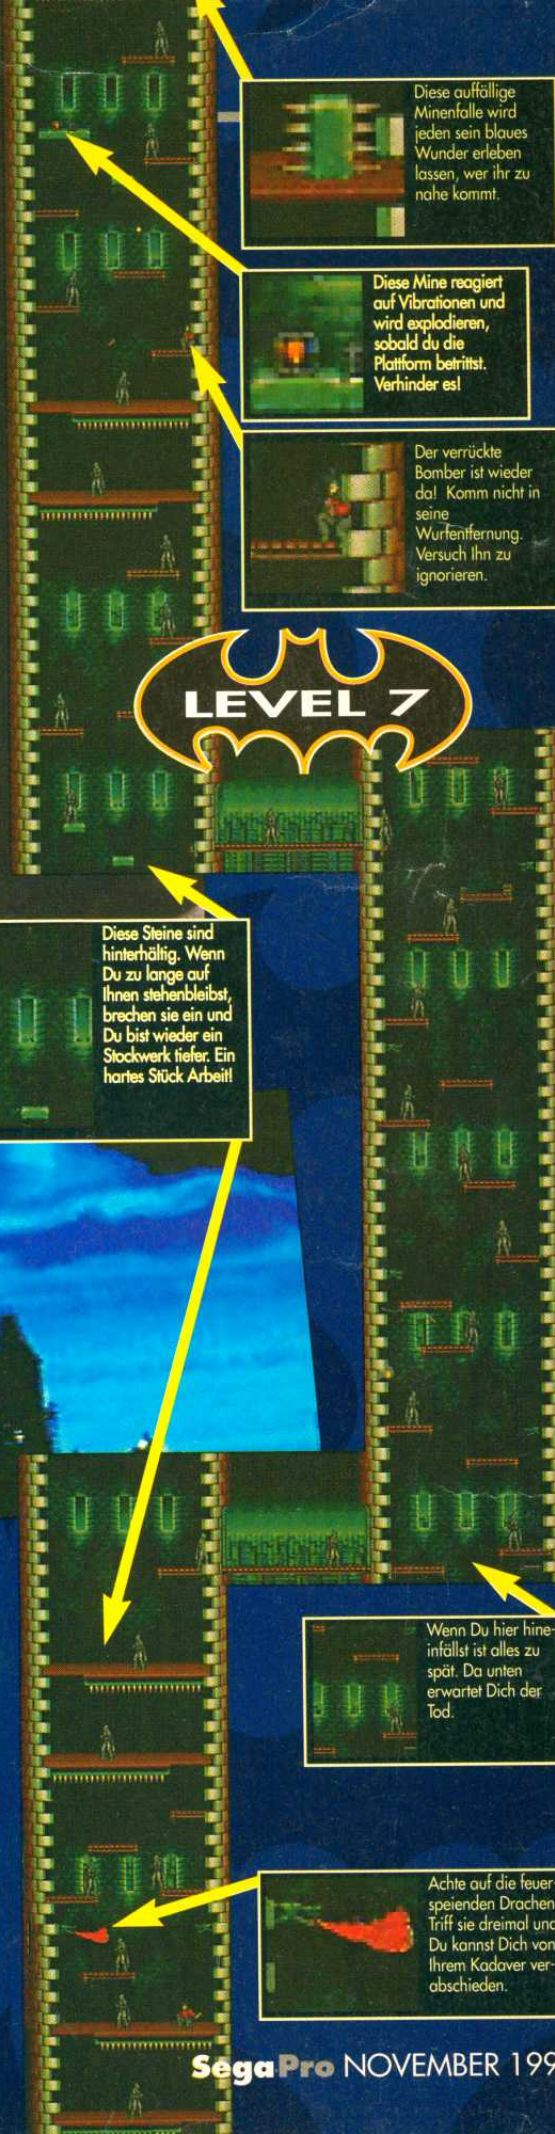 Diese auffällige
Minenfalle wird
jeden sein blaues
Wunder erleben
lassen, wer ihr zu
nahe kommt.
Diese Mine reagiert
auf Vibrationen und
wird explodieren,
sobald du die
Plattform betrittst.
Verhinder es!
Der verrückte
Bomber ist wieder
da! Komm nicht in
seine
Wurfentfernung.
Versuch Ihn zu
ignorieren.
LEVEL 7
Diese Steine sind
hinterhältig. Wenn
Du zu lange auf
Ihnen stehenbleibst,
brechen sie ein und
Du bist wieder ein
Stockwerk tiefer. Ein
hartes Stück Arbeit!
Wenn Du hier hine-
infällst ist alles zu
spät. Da unten
erwartet Dich der
Tod.
Achte auf die feuer-
speienden Drachen
Triff sie dreimal und
Du kannst Dich von
Ihrem Kadaver ver-
abschieden.
SegaPro NOVEMBER 199